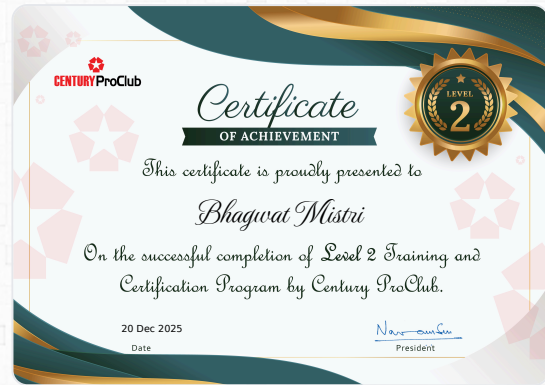 CENTURY ProClub
Certificate
OF ACHIEVEMENT
LEVEL
2
This certificate is proudly presented to
Bhagwat Mistri
On the successful completion of Level 2 Training and
Certification Program by Century ProClub.
20 Dec 2025
Date
President